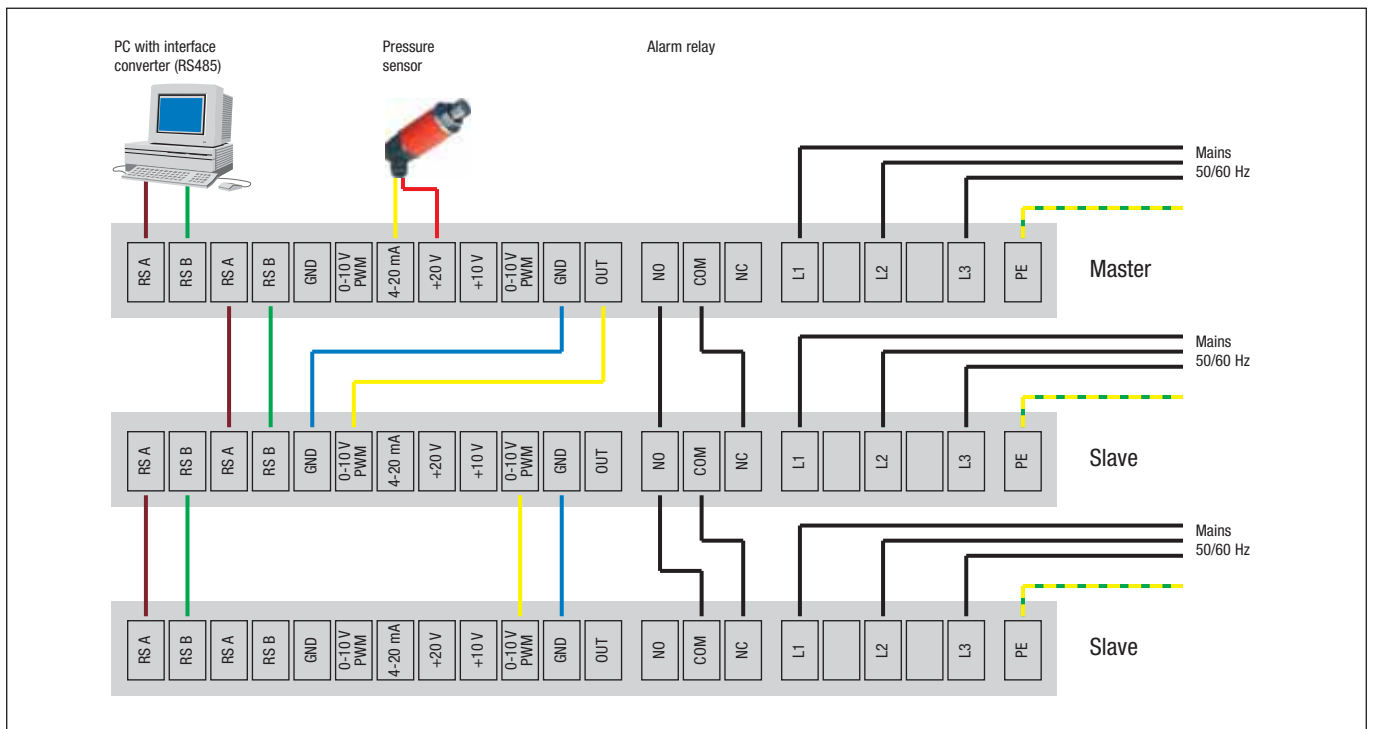 PC with interface
converter (RS485)
Pressure
sensor
Alarm relay
Mains
50/60 Hz
RS A
RS B
RS A
RS B
GND
0-10 V
PWM
4-20 mA
+20 V
+10 V
0-10 V
PWM
GND
OUT
NO
COM
NC
L1
L2
L3
PE
Master
Mains
50/60 Hz
RS A
RS B
RS A
RS B
GND
0-10 V
PWM
4-20 mA
+20 V
+10 V
0-10 V
PWM
GND
OUT
NO
COM
NC
L1
L2
L3
PE
Slave
Mains
50/60 Hz
RS A
RS B
RS A
RS B
GND
0-10 V
PWM
4-20 mA
+20 V
+10 V
0-10 V
PWM
GND
OUT
NO
COM
NC
L1
L2
L3
PE
Slave